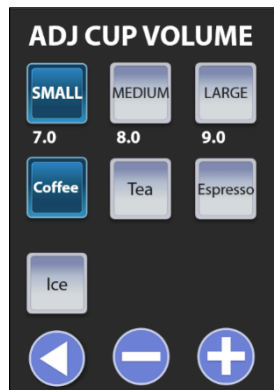 ADJ CUP VOLUME
SMALL MEDIUM LARGE
7.0 8.0 9.0
Coffee Tea Espresso
Ice